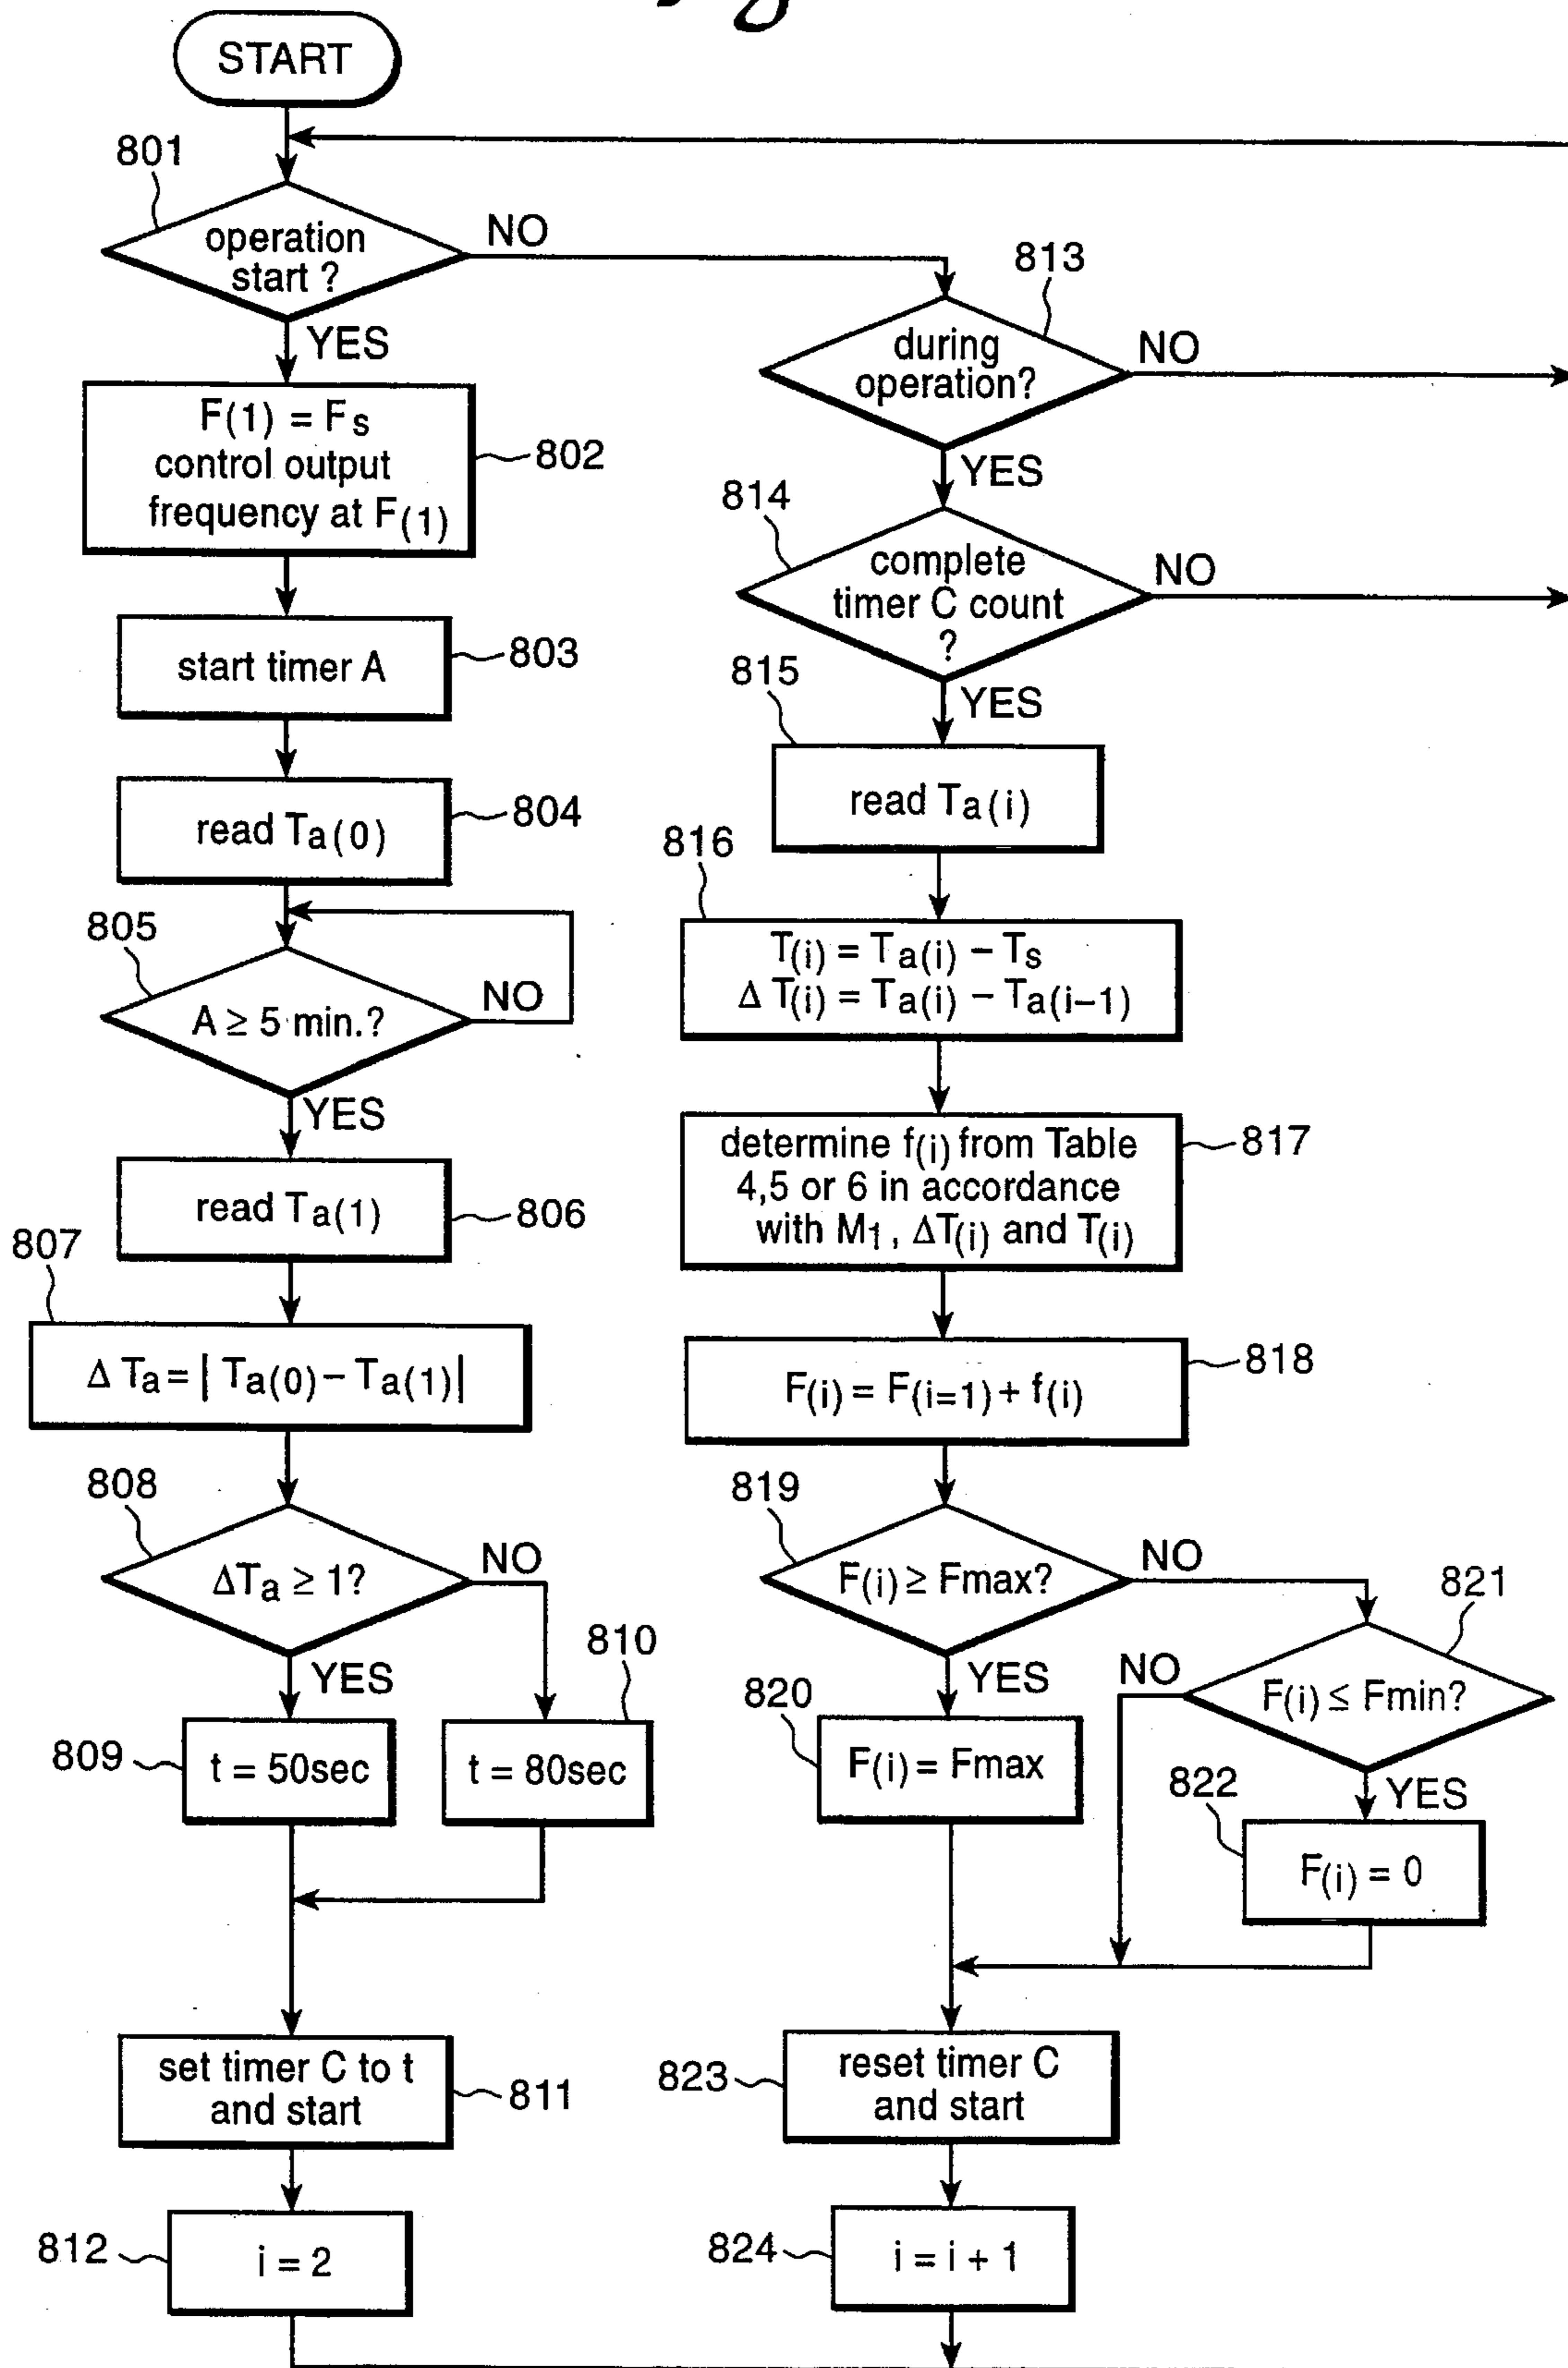 START
801
operation
start ?
NO
YES
F(1) = Fs
control output
frequency at F(1)
802
start timer A
803
read Ta(0)
804
805
A ≥ 5 min.?
NO
YES
read Ta(1)
806
807
Δ Ta = | Ta(0) – Ta(1)|
808
ΔTa ≥ 1?
NO
YES
809
t = 50sec
810
t = 80sec
set timer C to t
and start
811
812
i = 2
813
during
operation?
NO
YES
814
complete
timer C count
?
NO
YES
815
read Ta(i)
816
T(i) = Ta(i) – Ts
Δ T(i) = Ta(i) – Ta(i–1)
determine f(i) from Table
4,5 or 6 in accordance
with M1, ΔT(i) and T(i)
817
F(i) = F(i=1) + f(i)
818
819
F(i) ≥ Fmax?
NO
YES
820
F(i) = Fmax
821
F(i) ≤ Fmin?
NO
YES
822
F(i) = 0
823
reset timer C
and start
824
i = i + 1